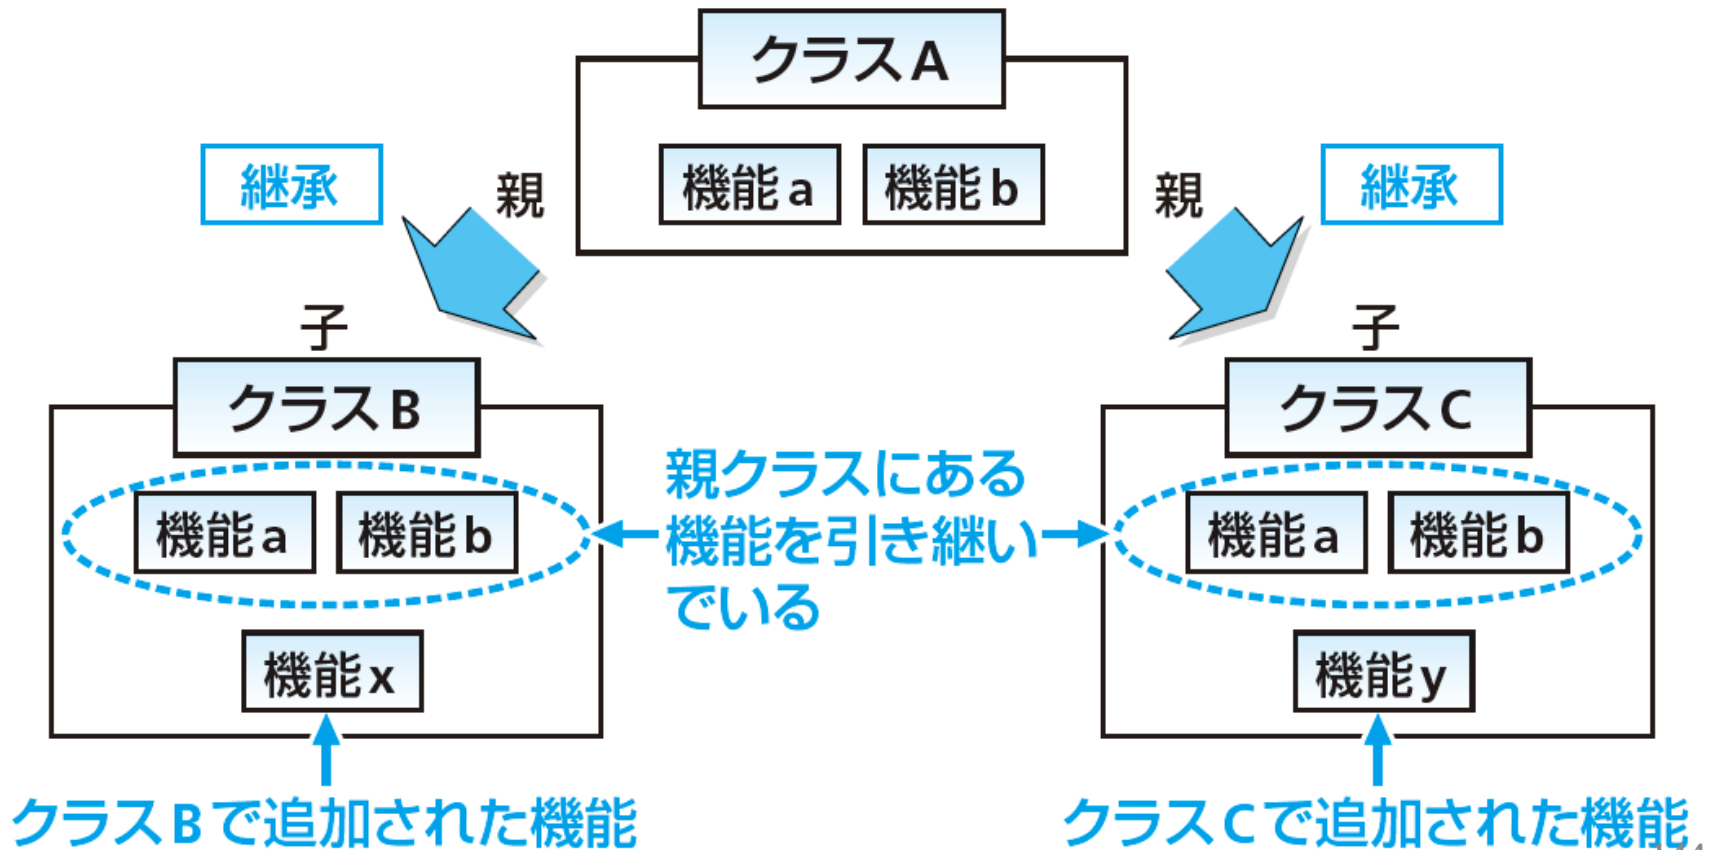 クラスA
機能a 機能b
継承 親 親 継承
子 子
クラスB クラスC
機能a 機能b
親クラスにある
機能を引き継い
でいる
機能a 機能b
機能x 機能y
クラスBで追加された機能
クラスCで追加された機能